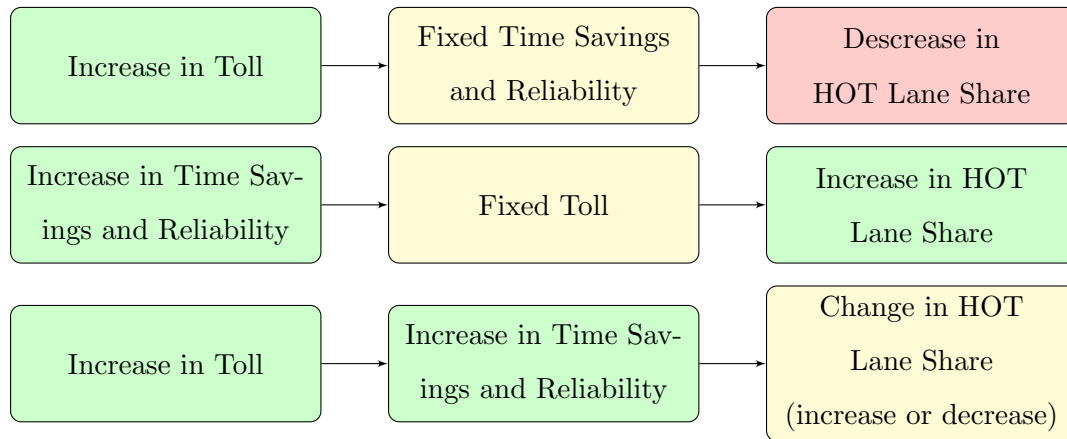 Increase in Toll
Fixed Time Savings
and Reliability
Descrease in
HOT Lane Share
Increase in Time Sav-
ings and Reliability
Fixed Toll
Increase in HOT
Lane Share
Increase in Toll
Increase in Time Sav-
ings and Reliability
Change in HOT
Lane Share
(increase or decrease)